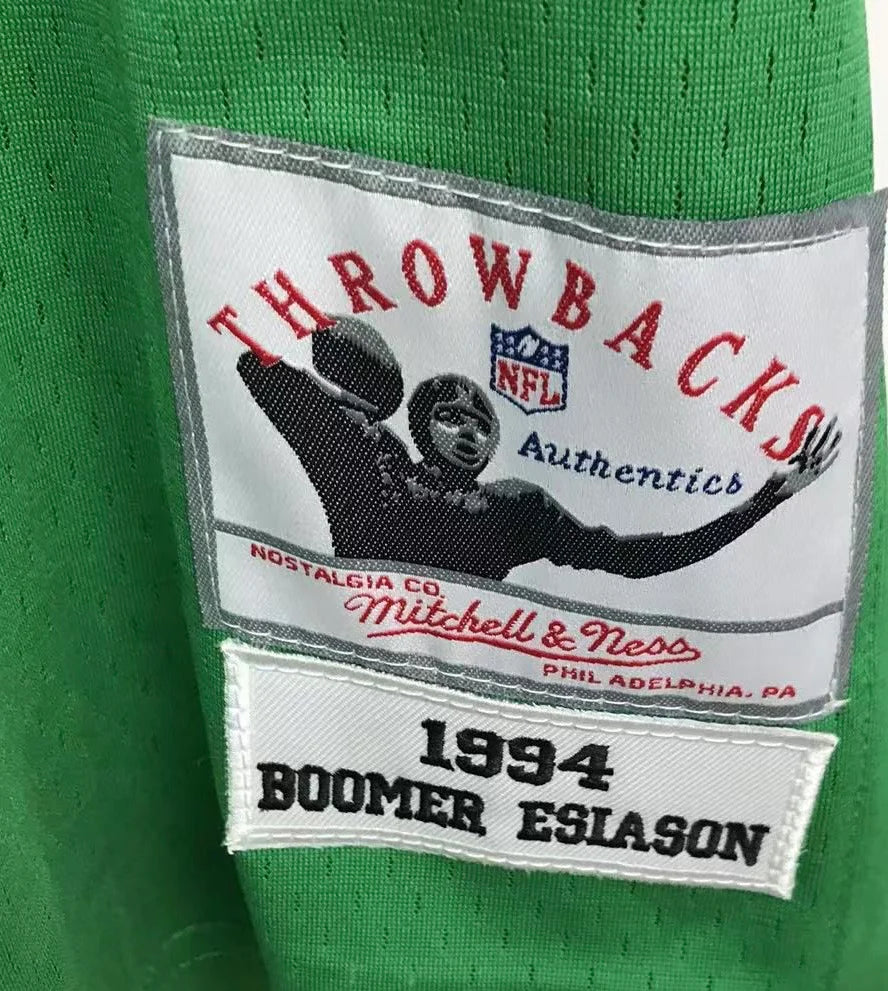 THROWBACKS
NFL
Authentics
NOSTALGIA CO.
Mitchell & Ness
PHILADELPHIA, PA
1994
BOOMER ESIASON